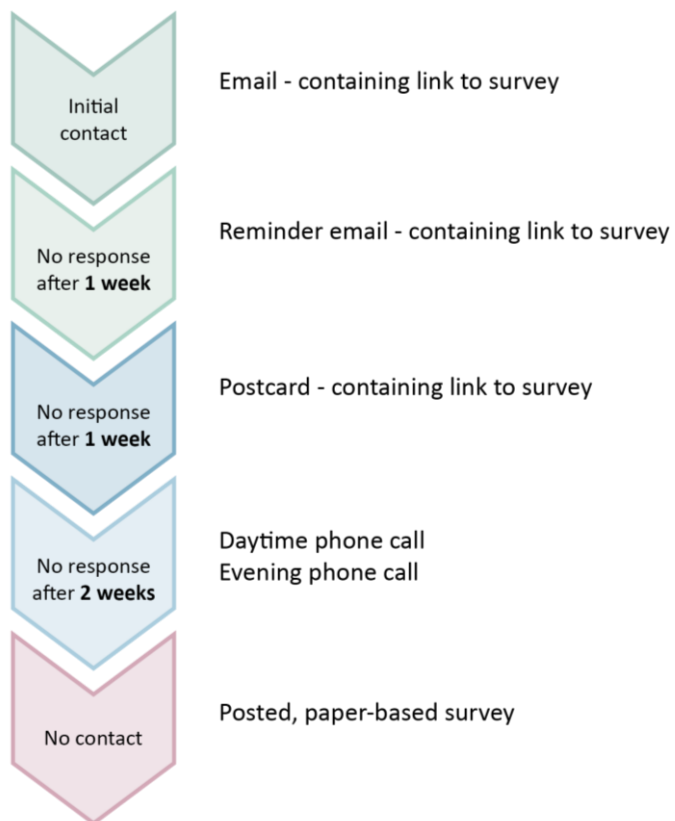 Initial
contact
Email - containing link to survey
No response
after 1 week
Reminder email - containing link to survey
No response
after 1 week
Postcard - containing link to survey
No response
after 2 weeks
Daytime phone call
Evening phone call
No contact
Posted, paper-based survey